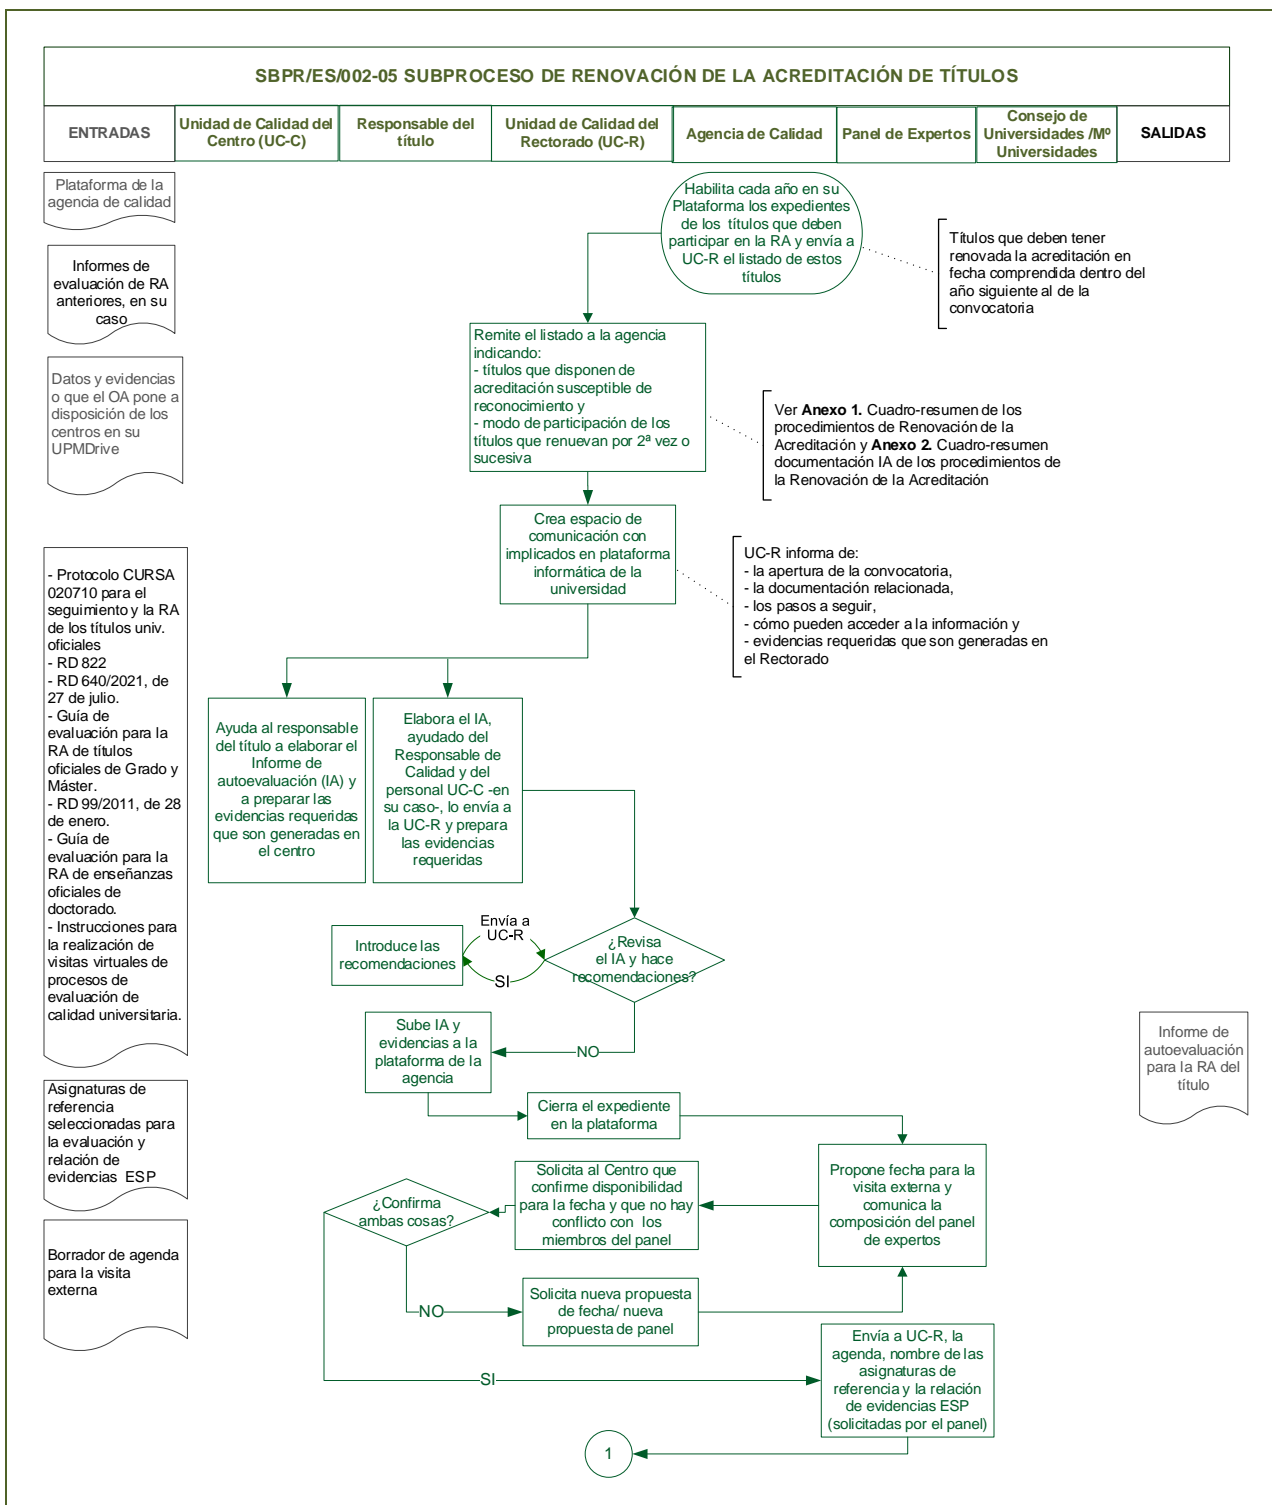 SBPR/ES/002-05 SUBPROCESO DE RENOVACIÓN DE LA ACREDITACIÓN DE TÍTULOS
ENTRADAS
Unidad de Calidad del
Centro (UC-C)
Responsable del
título
Unidad de Calidad del
Rectorado (UC-R)
Agencia de Calidad
Panel de Expertos
Consejo de
Universidades /Mº
Universidades
SALIDAS
Plataforma de la
agencia de calidad
Habilita cada año en su
Plataforma los expedientes
de los títulos que deben
participar en la RA y envía a
UC-R el listado de estos
títulos
Títulos que deben tener
renovada la acreditación en
fecha comprendida dentro del
año siguiente al de la
convocatoria
Informes de
evaluación de RA
anteriores, en su
caso
Remite el listado a la agencia
indicando:
- títulos que disponen de
acreditación susceptible de
reconocimiento y
- modo de participación de los
títulos que renuevan por 2ª vez o
sucesiva
Datos y evidencias
o que el OA pone a
disposición de los
centros en su
UPMDrive
Ver Anexo 1. Cuadro-resumen de los
procedimientos de Renovación de la
Acreditación y Anexo 2. Cuadro-resumen
documentación IA de los procedimientos de
la Renovación de la Acreditación
Crea espacio de
comunicación con
implicados en plataforma
informática de la
universidad
UC-R informa de:
- la apertura de la convocatoria,
- la documentación relacionada,
- los pasos a seguir,
- cómo pueden acceder a la información y
- evidencias requeridas que son generadas en
el Rectorado
- Protocolo CURSA
020710 para el
seguimiento y la RA
de los títulos univ.
oficiales
- RD 822
- RD 640/2021, de
27 de julio.
- Guía de
evaluación para la
RA de títulos
oficiales de Grado y
Máster.
- RD 99/2011, de 28
de enero.
- Guía de
evaluación para la
RA de enseñanzas
oficiales de
doctorado.
- Instrucciones para
la realización de
visitas virtuales de
procesos de
evaluación de
calidad universitaria.
Ayuda al responsable
del título a elaborar el
Informe de
autoevaluación (IA) y
a preparar las
evidencias requeridas
que son generadas en
el centro
Elabora el IA,
ayudado del
Responsable de
Calidad y del
personal UC-C -en
su caso-, lo envía a
la UC-R y prepara
las evidencias
requeridas
Introduce las
recomendaciones
Envía a
UC-R
SI
¿Revisa
el IA y hace
recomendaciones?
NO
Sube IA y
evidencias a la
plataforma de la
agencia
Informe de
autoevaluación
para la RA del
título
Asignaturas de
referencia
seleccionadas para
la evaluación y
relación de
evidencias ESP
Cierra el expediente
en la plataforma
Propone fecha para la
visita externa y
comunica la
composición del panel
de expertos
Solicita al Centro que
confirme disponibilidad
para la fecha y que no hay
conflicto con los
miembros del panel
¿Confirma
ambas cosas?
Borrador de agenda
para la visita
externa
NO
Solicita nueva propuesta
de fecha/ nueva
propuesta de panel
SI
Envía a UC-R, la
agenda, nombre de las
asignaturas de
referencia y la relación
de evidencias ESP
(solicitadas por el panel)
1